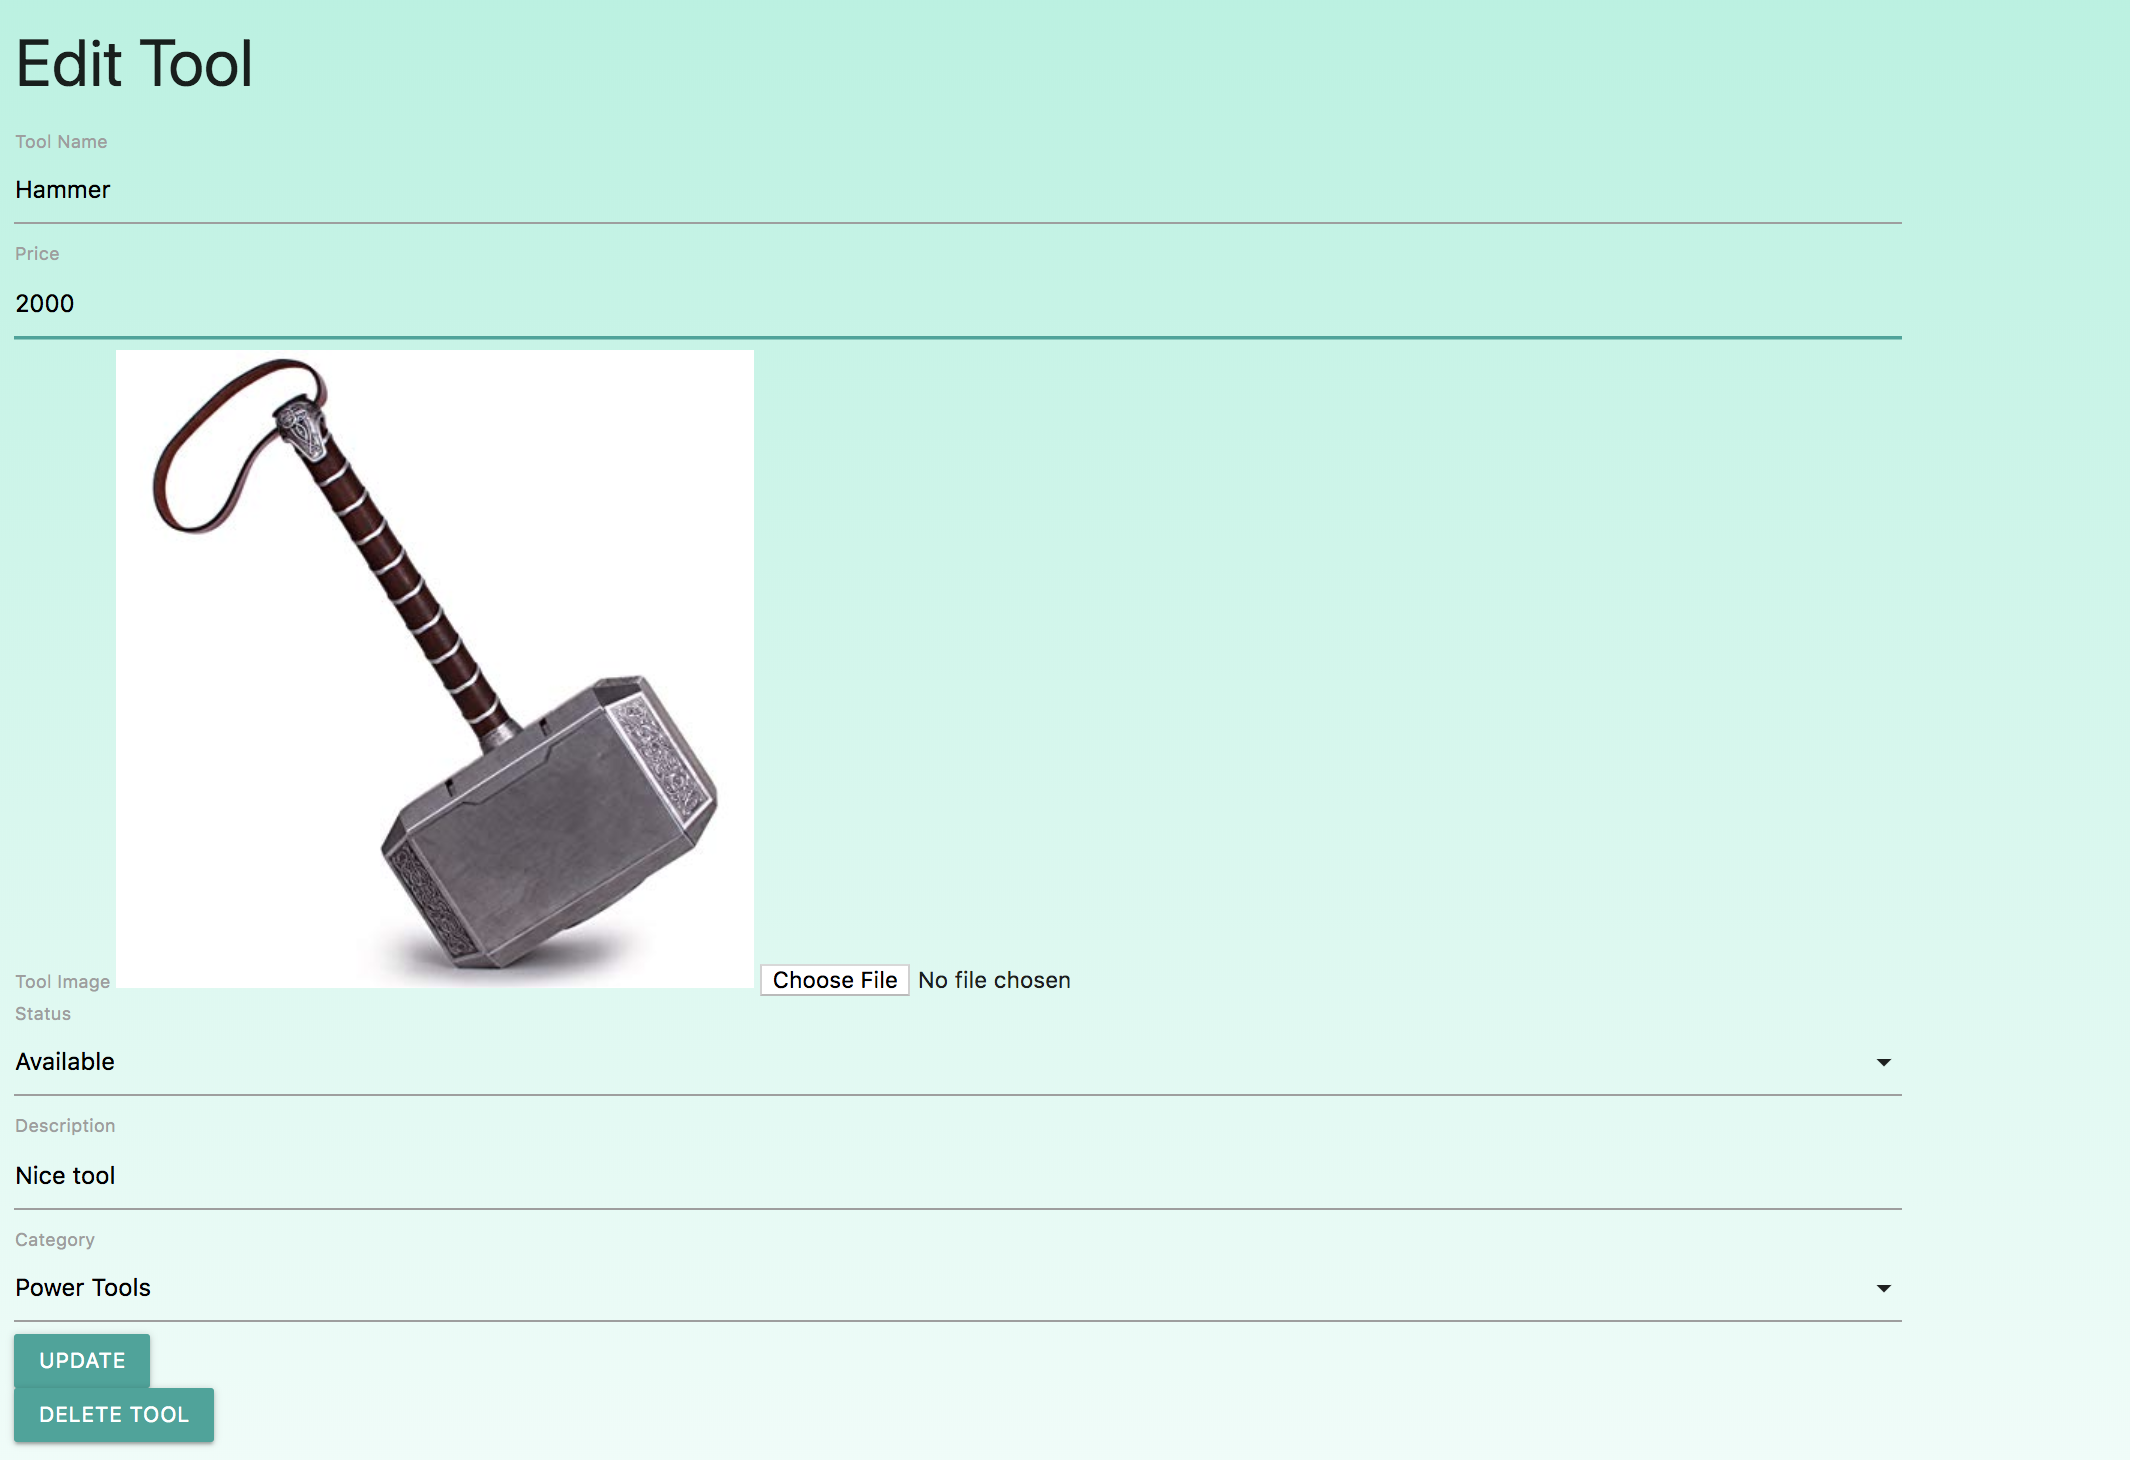 Edit Tool
Tool Name
Hammer
Price
2000
Tool Image Choose File No file chosen
Status
Available
Description
Nice tool
Category
Power Tools
UPDATE
DELETE TOOL